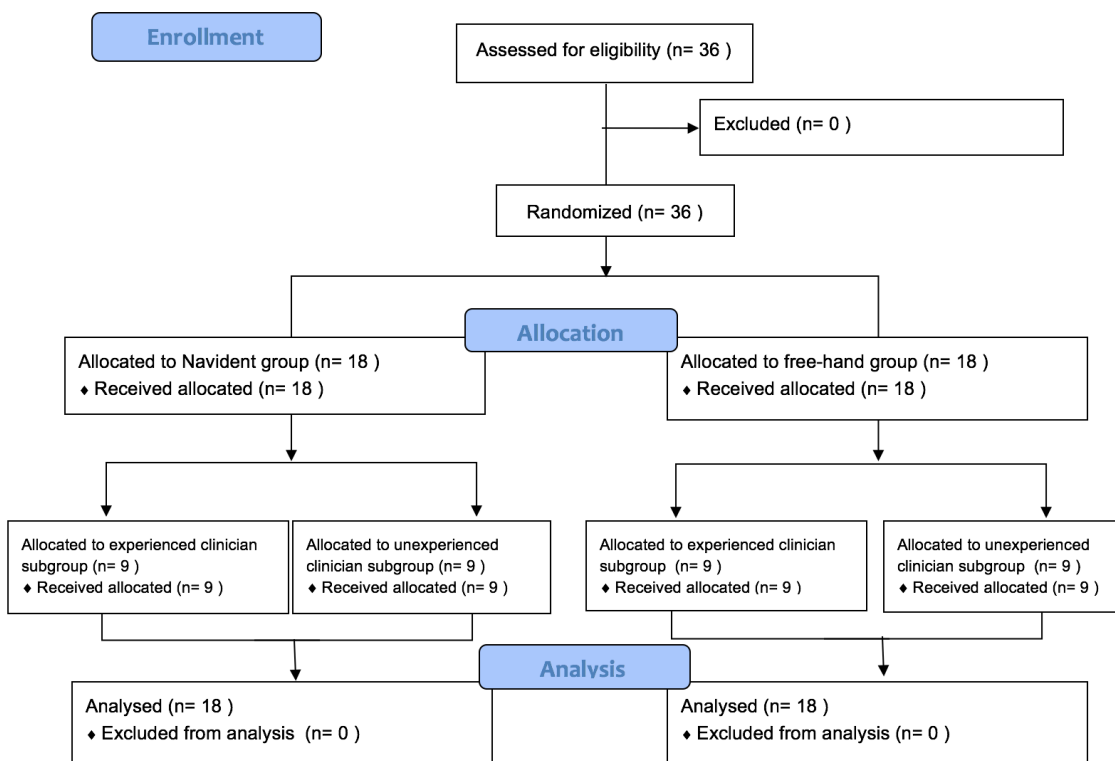 Enrollment
Assessed for eligibility (n= 36 )
Excluded (n= 0 )
Randomized (n= 36 )
Allocation
Allocated to Navident group (n= 18 )
♦ Received allocated (n= 18 )
Allocated to free-hand group (n= 18 )
♦ Received allocated (n= 18 )
Allocated to experienced clinician
subgroup (n= 9 )
♦ Received allocated (n= 9 )
Allocated to unexperienced
clinician subgroup (n= 9 )
♦ Received allocated (n= 9 )
Allocated to experienced clinician
subgroup (n= 9 )
♦ Received allocated (n= 9 )
Allocated to unexperienced
clinician subgroup (n= 9 )
♦ Received allocated (n= 9 )
Analysis
Analysed (n= 18 )
♦ Excluded from analysis (n= 0 )
Analysed (n= 18 )
♦ Excluded from analysis (n= 0 )